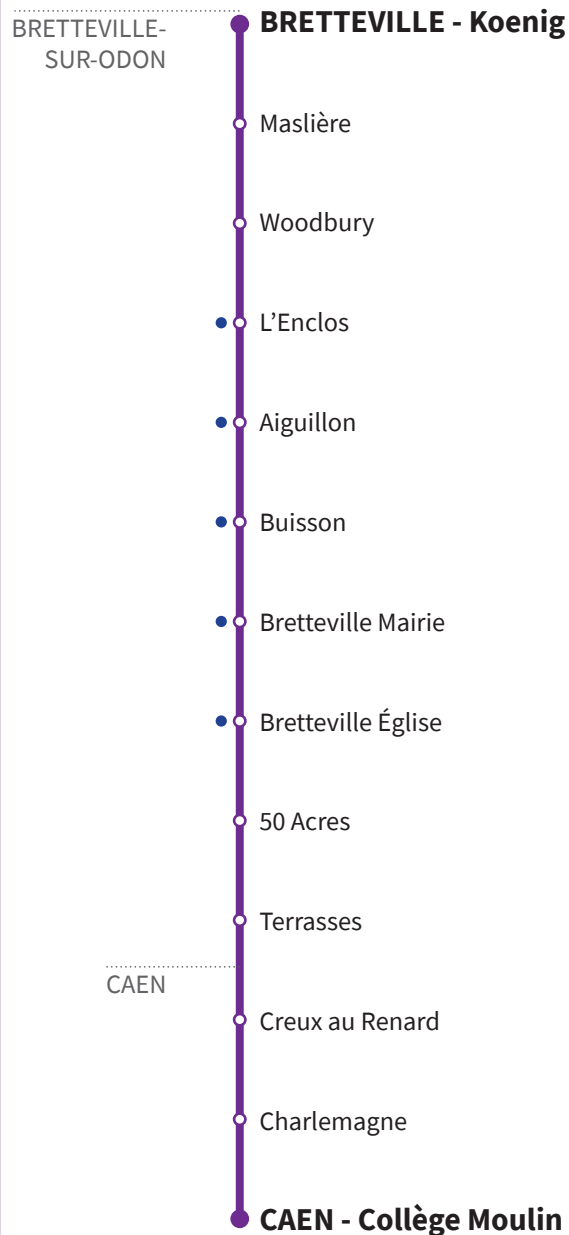 BRETTEVILLE-
SUR-ODON
BRETTEVILLE - Koenig
Maslière
Woodbury
L’Enclos
Aiguillon
Buisson
Bretteville Mairie
Bretteville Église
50 Acres
Terrasses
CAEN
Creux au Renard
Charlemagne
CAEN - Collège Moulin